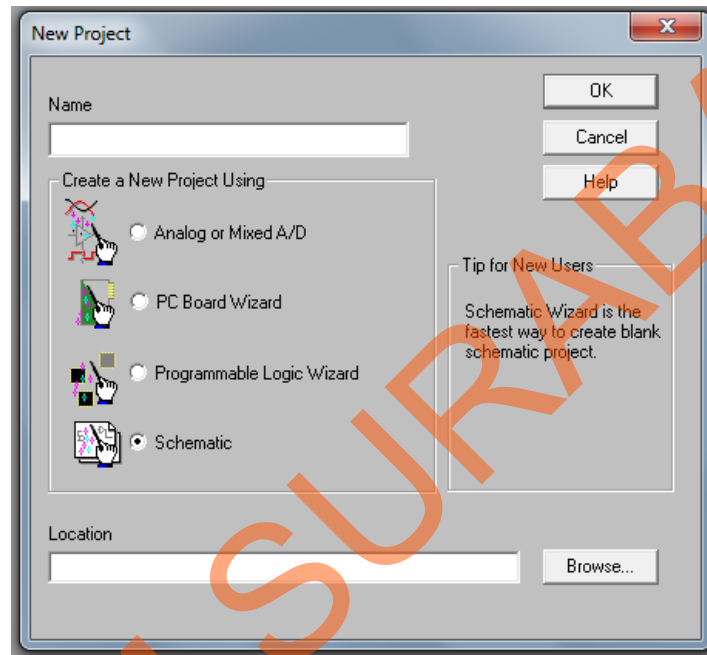 New Project
Name
OK
Cancel
Help
Create a New Project Using
Analog or Mixed A/D
PC Board Wizard
Programmable Logic Wizard
Schematic
Tip for New Users
Schematic Wizard is the
fastest way to create blank
schematic project.
Location
Browse...
SURABA